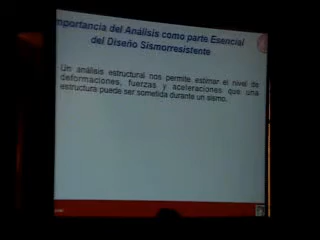 mportancia del Análisis como parte Esencial
del Diseño Sismorresistente
Un análisis estructural nos permite estimar el nivel de
deformaciones, fuerzas y aceleraciones que una
estructura puede ser sometida durante un sismo.